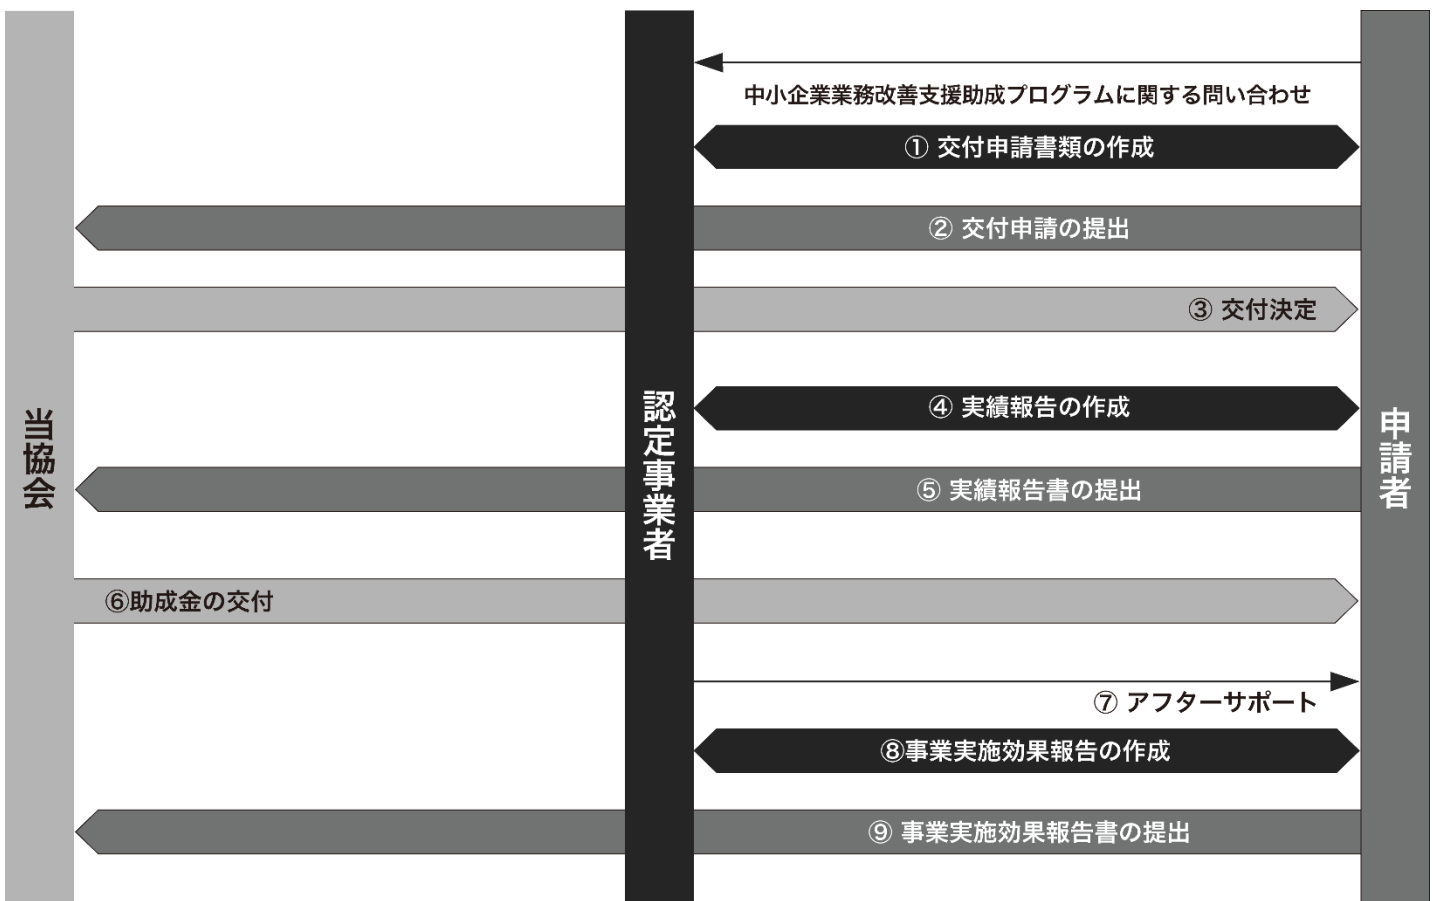 中小企業業務改善支援助成プログラムに関する問い合わせ
① 交付申請書類の作成
② 交付申請の提出
③ 交付決定
④ 実績報告の作成
当協会
認定事業者
申請者
⑤ 実績報告書の提出
⑥助成金の交付
⑦ アフターサポート
⑧事業実施効果報告の作成
⑨ 事業実施効果報告書の提出